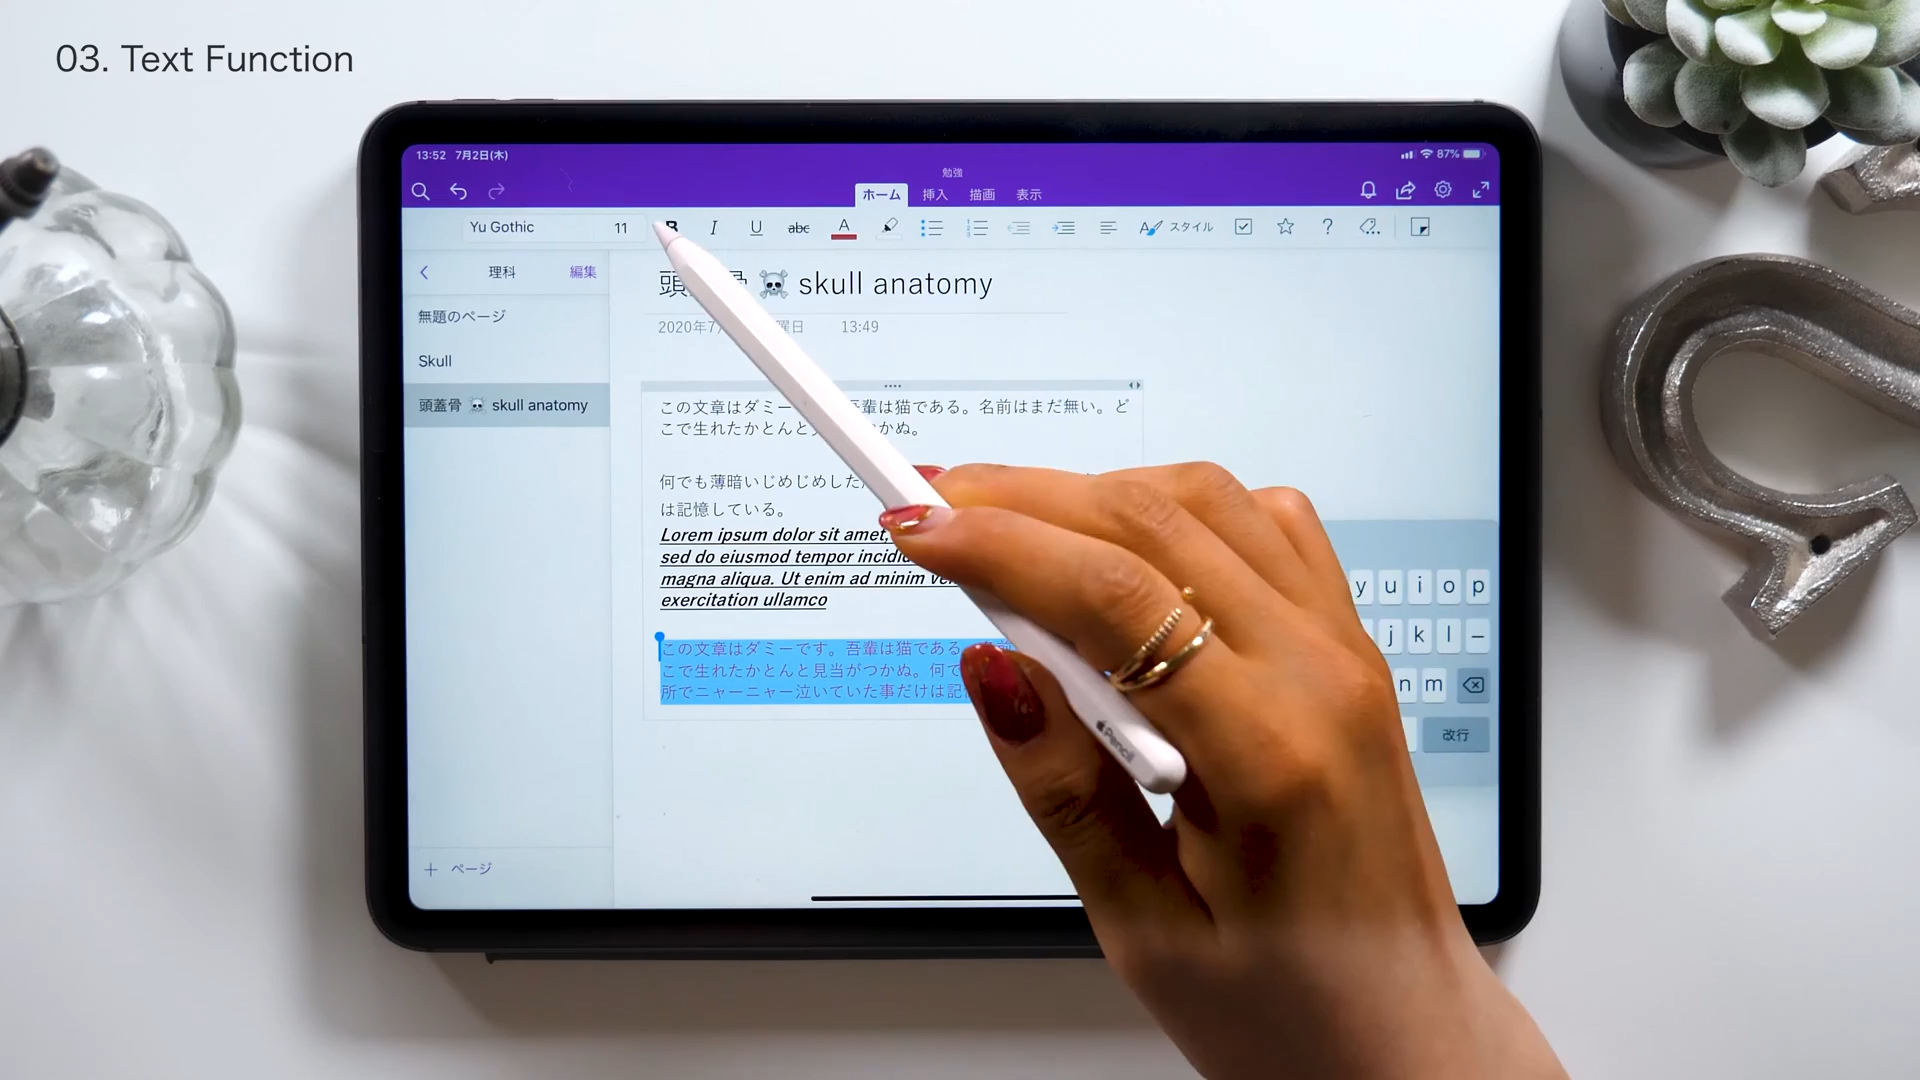 03. Text Function
13:52 7月2日(木)
87%
勉強
ホーム 挿入 描画 表示
Yu Gothic 11 B I U abc A スタイル ?
理科 編集
無題のページ
Skull
頭蓋骨 ☠️ skull anatomy
ページ
頭 骨 ☠️ skull anatomy
2020年7 曜日 13:49
この文章はダミー 吾輩は猫である。名前はまだ無い。ど
こで生れたかとんと つかぬ。
何でも薄暗いじめじめした
は記憶している。
Lorem ipsum dolor sit amet,
sed do eiusmod tempor
magna aliqua. Ut enim ad minim
exercitation ullamco
この文章はダミーです。吾輩は猫である。名前
こで生れたかとんと見当がつかぬ。何で
所でニャーニャー泣いていた事だけは記
y u i o p
j k l –
n m
改行
Pencil